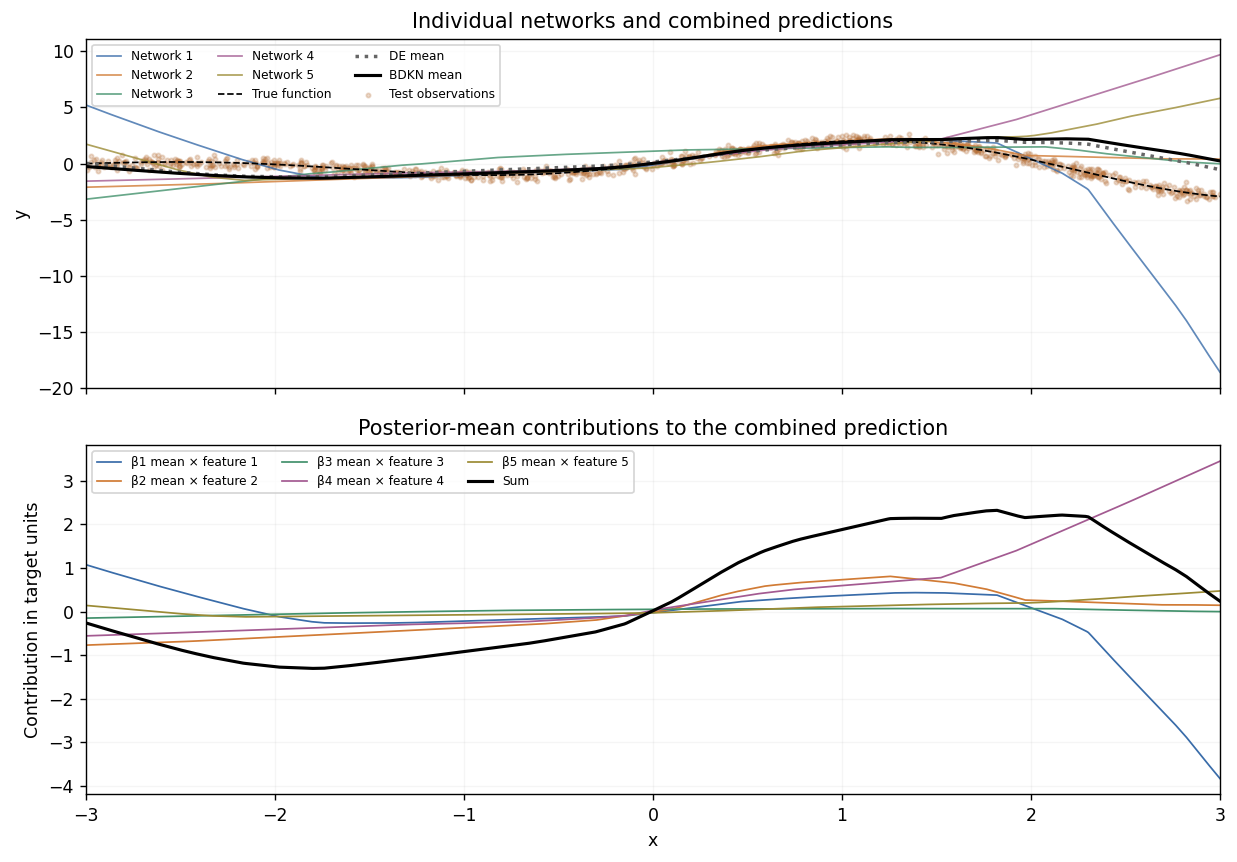 Individual networks and combined predictions
Network 1
Network 2
Network 3
Network 4
Network 5
True function
DE mean
BDKN mean
Test observations
10
5
0
−5
−10
−15
−20
y
Posterior-mean contributions to the combined prediction
β1 mean × feature 1
β2 mean × feature 2
β3 mean × feature 3
β4 mean × feature 4
β5 mean × feature 5
Sum
3
2
1
0
−1
−2
−3
−4
Contribution in target units
−3
−2
−1
0
1
2
3
x